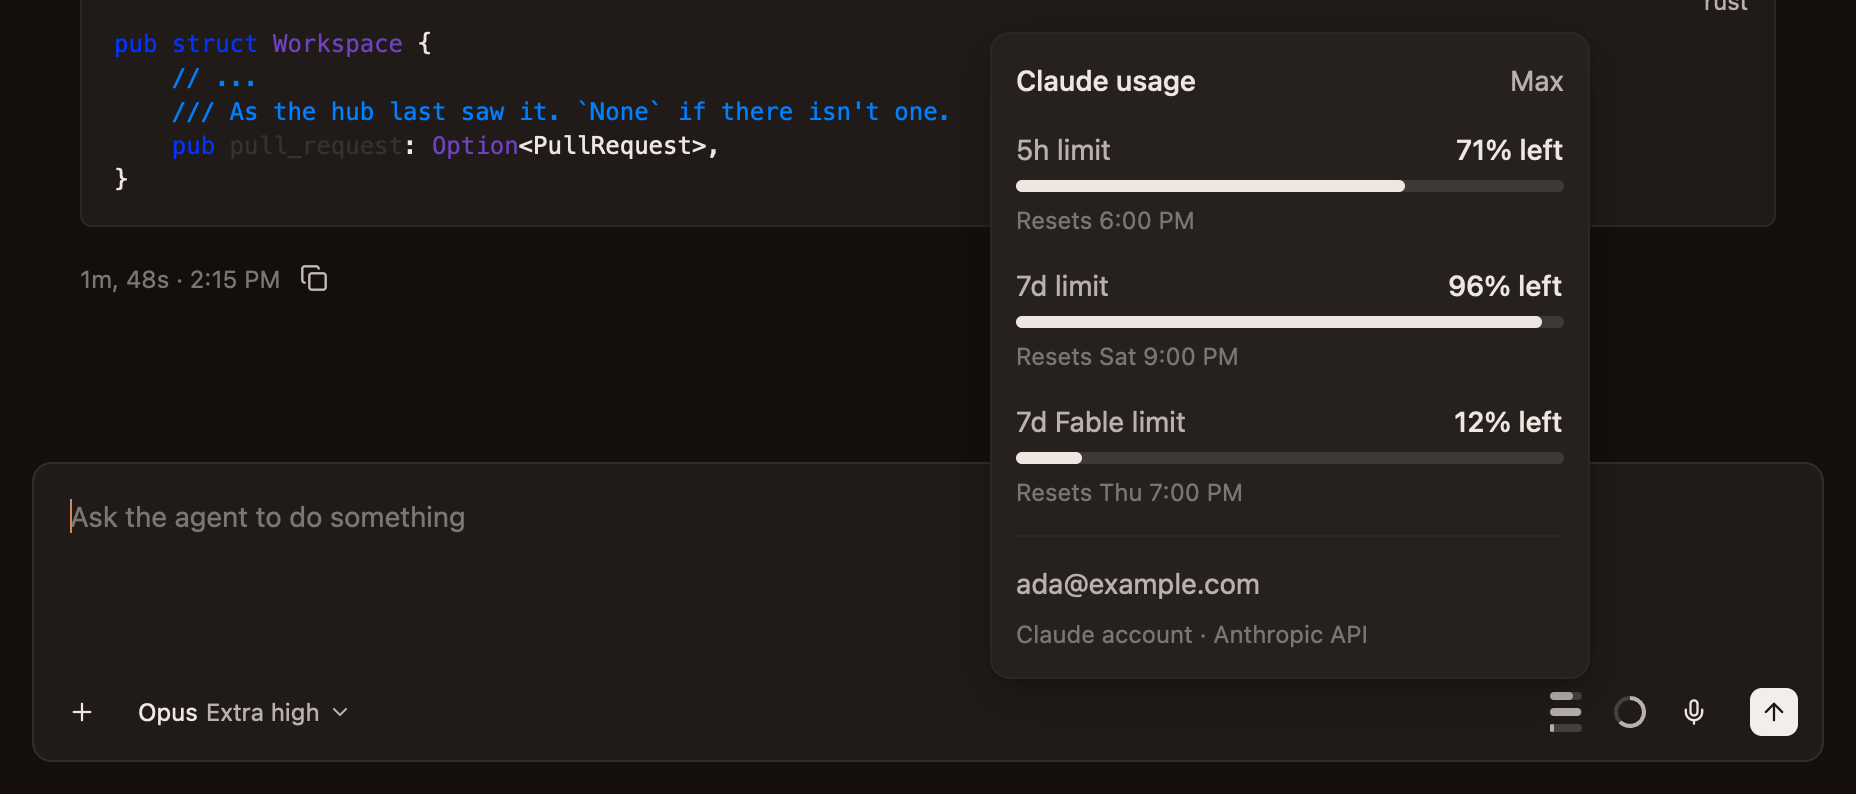 rust
pub struct Workspace {
// ...
/// As the hub last saw it. `None` if there isn't one.
pub pull_request: Option<PullRequest>,
}
1m, 48s · 2:15 PM
Claude usage
Max
5h limit
71% left
Resets 6:00 PM
7d limit
96% left
Resets Sat 9:00 PM
7d Fable limit
12% left
Resets Thu 7:00 PM
ada@example.com
Claude account · Anthropic API
Ask the agent to do something
Opus Extra high